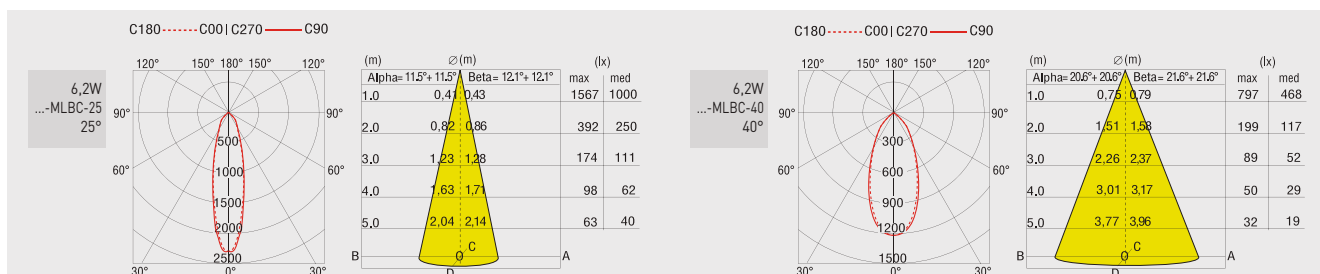 C180 C00 | C270 C90
6,2W
...-MLBC-25
25°
120° 150° 180° 150° 120°
90° 90°
60° 60°
30° 0° 30°
500
1000
1500
2000
2500
(m) ∅ (m) (lx)
Alpha= 11.5°+ 11.5° Beta= 12.1°+ 12.1° max med
1.0 0,41 0,43 1567 1000
2.0 0,82 0,86 392 250
3.0 1,23 1,28 174 111
4.0 1,63 1,71 98 62
5.0 2,04 2,14 63 40
C
B O A
D
C180 C00 | C270 C90
6,2W
...-MLBC-40
40°
120° 150° 180° 150° 120°
90° 90°
60° 60°
30° 0° 30°
300
600
900
1200
1500
(m) ∅ (m) (lx)
Alpha= 20.6°+ 20.6° Beta= 21.6°+ 21.6° max med
1.0 0,75 0,79 797 468
2.0 1,51 1,58 199 117
3.0 2,26 2,37 89 52
4.0 3,01 3,17 50 29
5.0 3,77 3,96 32 19
C
B O A
D